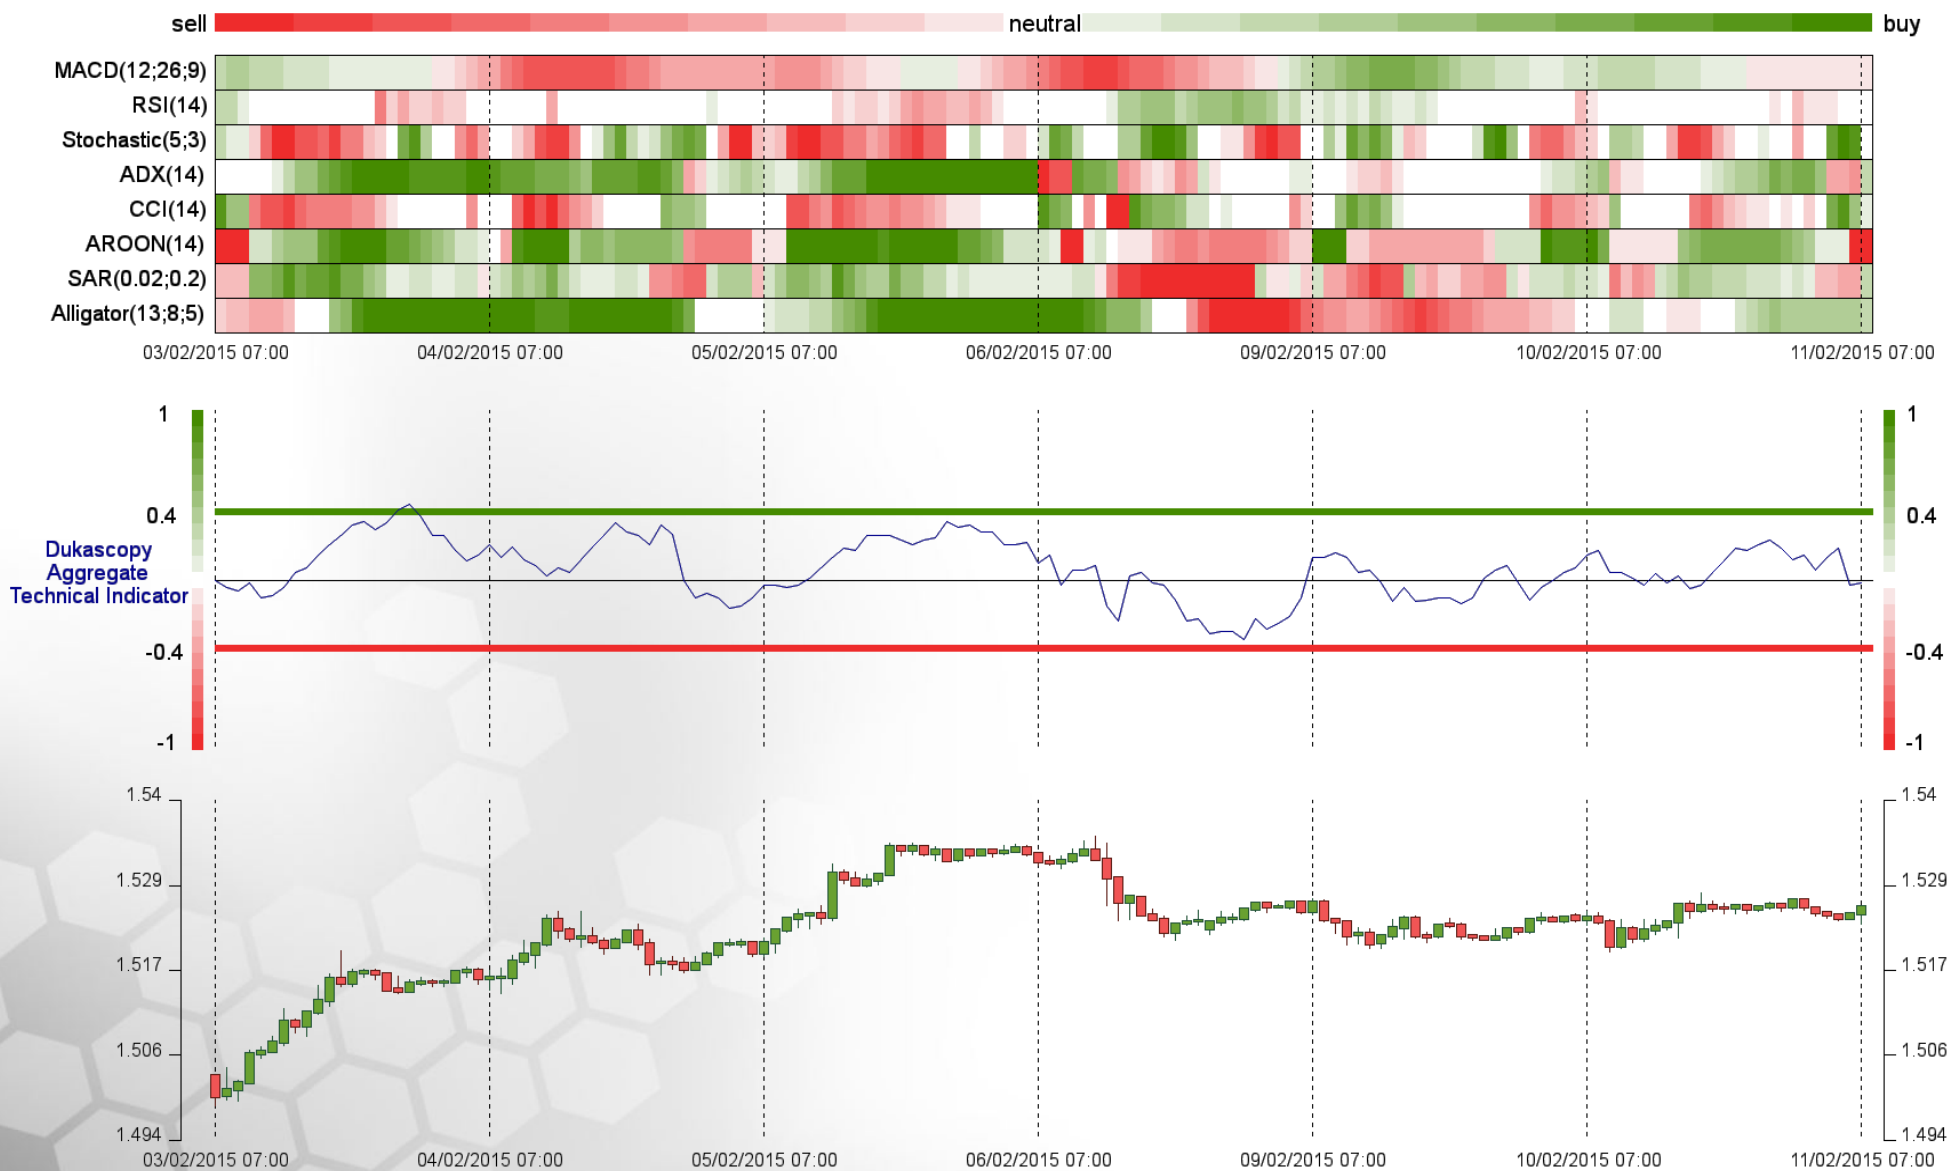 sell neutral buy
MACD(12;26;9)
RSI(14)
Stochastic(5;3)
ADX(14)
CCI(14)
AROON(14)
SAR(0.02;0.2)
Alligator(13;8;5)
03/02/2015 07:00 04/02/2015 07:00 05/02/2015 07:00 06/02/2015 07:00 09/02/2015 07:00 10/02/2015 07:00 11/02/2015 07:00
1 1
0.4 0.4
Dukascopy
Aggregate
Technical Indicator
-0.4 -0.4
-1 -1
1.54 1.54
1.529 1.529
1.517 1.517
1.506 1.506
1.494 1.494
03/02/2015 07:00 04/02/2015 07:00 05/02/2015 07:00 06/02/2015 07:00 09/02/2015 07:00 10/02/2015 07:00 11/02/2015 07:00